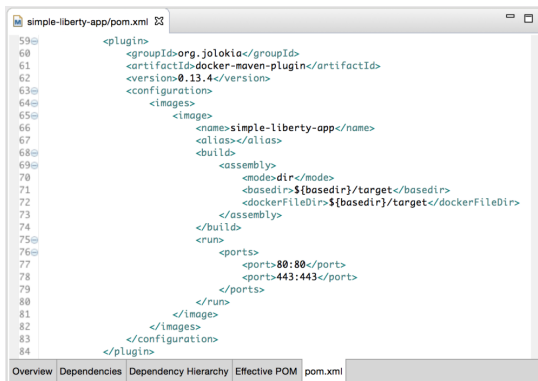 simple-liberty-app/pom.xml
59 <plugin>
60 <groupId>org.jolokia</groupId>
61 <artifactId>docker-maven-plugin</artifactId>
62 <version>0.13.4</version>
63 <configuration>
64 <images>
65 <image>
66 <name>simple-liberty-app</name>
67 <alias></alias>
68 <build>
69 <assembly>
70 <mode>dir</mode>
71 <basedir>${basedir}/target</basedir>
72 <dockerFileDir>${basedir}/target</dockerFileDir>
73 </assembly>
74 </build>
75 <run>
76 <ports>
77 <port>80:80</port>
78 <port>443:443</port>
79 </ports>
80 </run>
81 </image>
82 </images>
83 </configuration>
84 </plugin>
Overview Dependencies Dependency Hierarchy Effective POM pom.xml